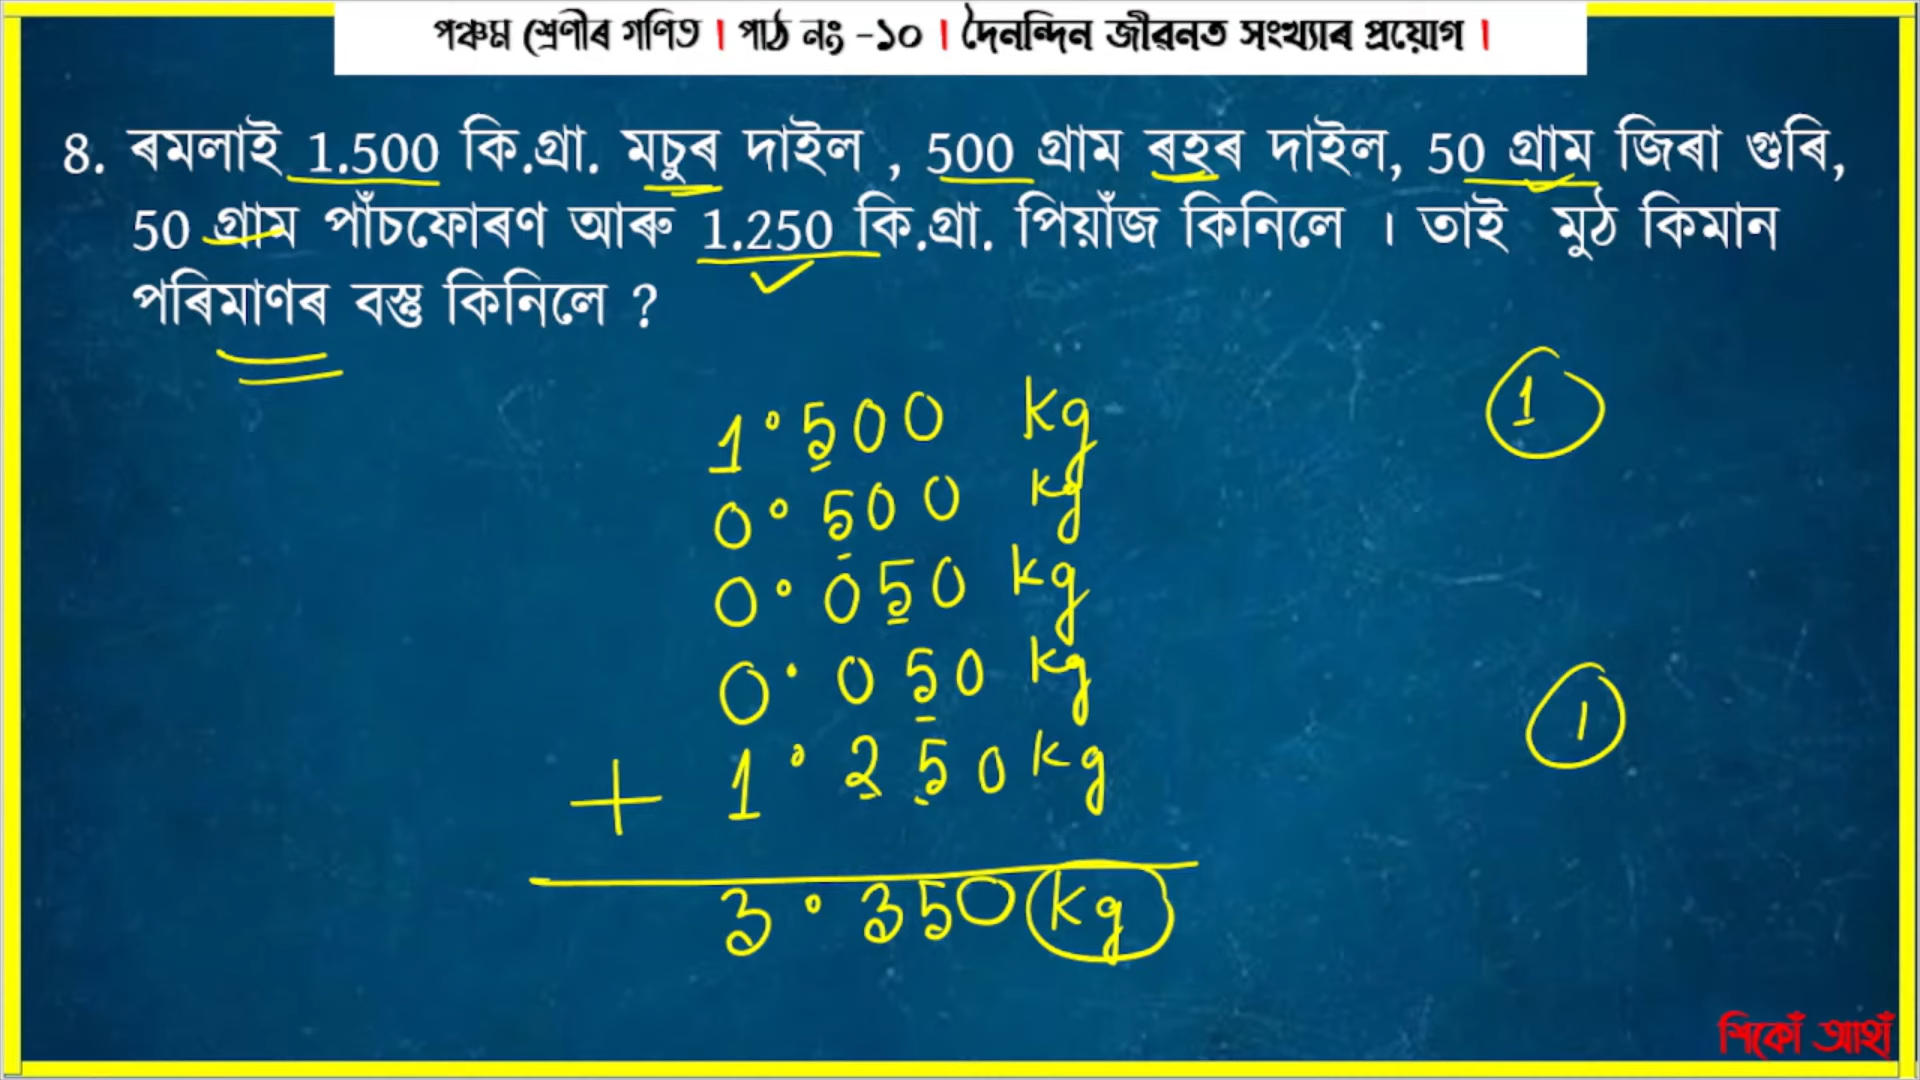 পঞ্চম শ্ৰেণীৰ গণিত । পাঠ নং -১০ । দৈনন্দিন জীৱনত সংখ্যাৰ প্ৰয়োগ ।
8. ৰমলাই 1.500 কি.গ্ৰা. মচুৰ দাইল , 500 গ্ৰাম ৰহৰ দাইল, 50 গ্ৰাম জিৰা গুৰি,
50 গ্ৰাম পাঁচফোৰণ আৰু 1.250 কি.গ্ৰা. পিয়াঁজ কিনিলে । তাই মুঠ কিমান
পৰিমাণৰ বস্তু কিনিলে ?
1.500 kg
1
0.500 kg
0.050 kg
0.050 kg
1
+ 1.250 kg
3.350 kg
শিকোঁ আহাঁ